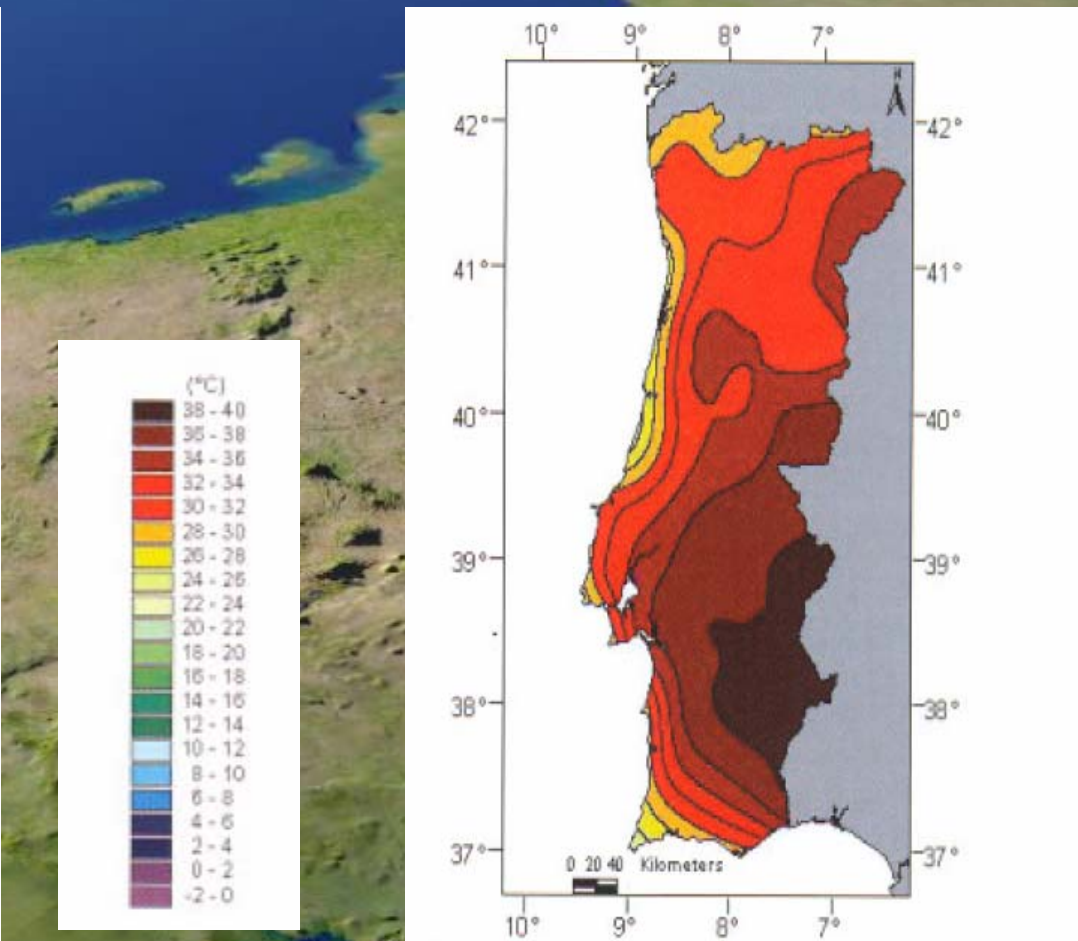 (°C)
38 - 40
36 - 38
34 - 36
32 - 34
30 - 32
28 - 30
26 - 28
24 - 26
22 - 24
20 - 22
18 - 20
16 - 18
14 - 16
12 - 14
10 - 12
8 - 10
6 - 8
4 - 6
2 - 4
0 - 2
-2 - 0
10° 9° 8° 7°
N
42° 42°
41° 41°
40° 40°
39° 39°
38° 38°
37° 37°
0 20 40 Kilometers
10° 9° 8° 7°